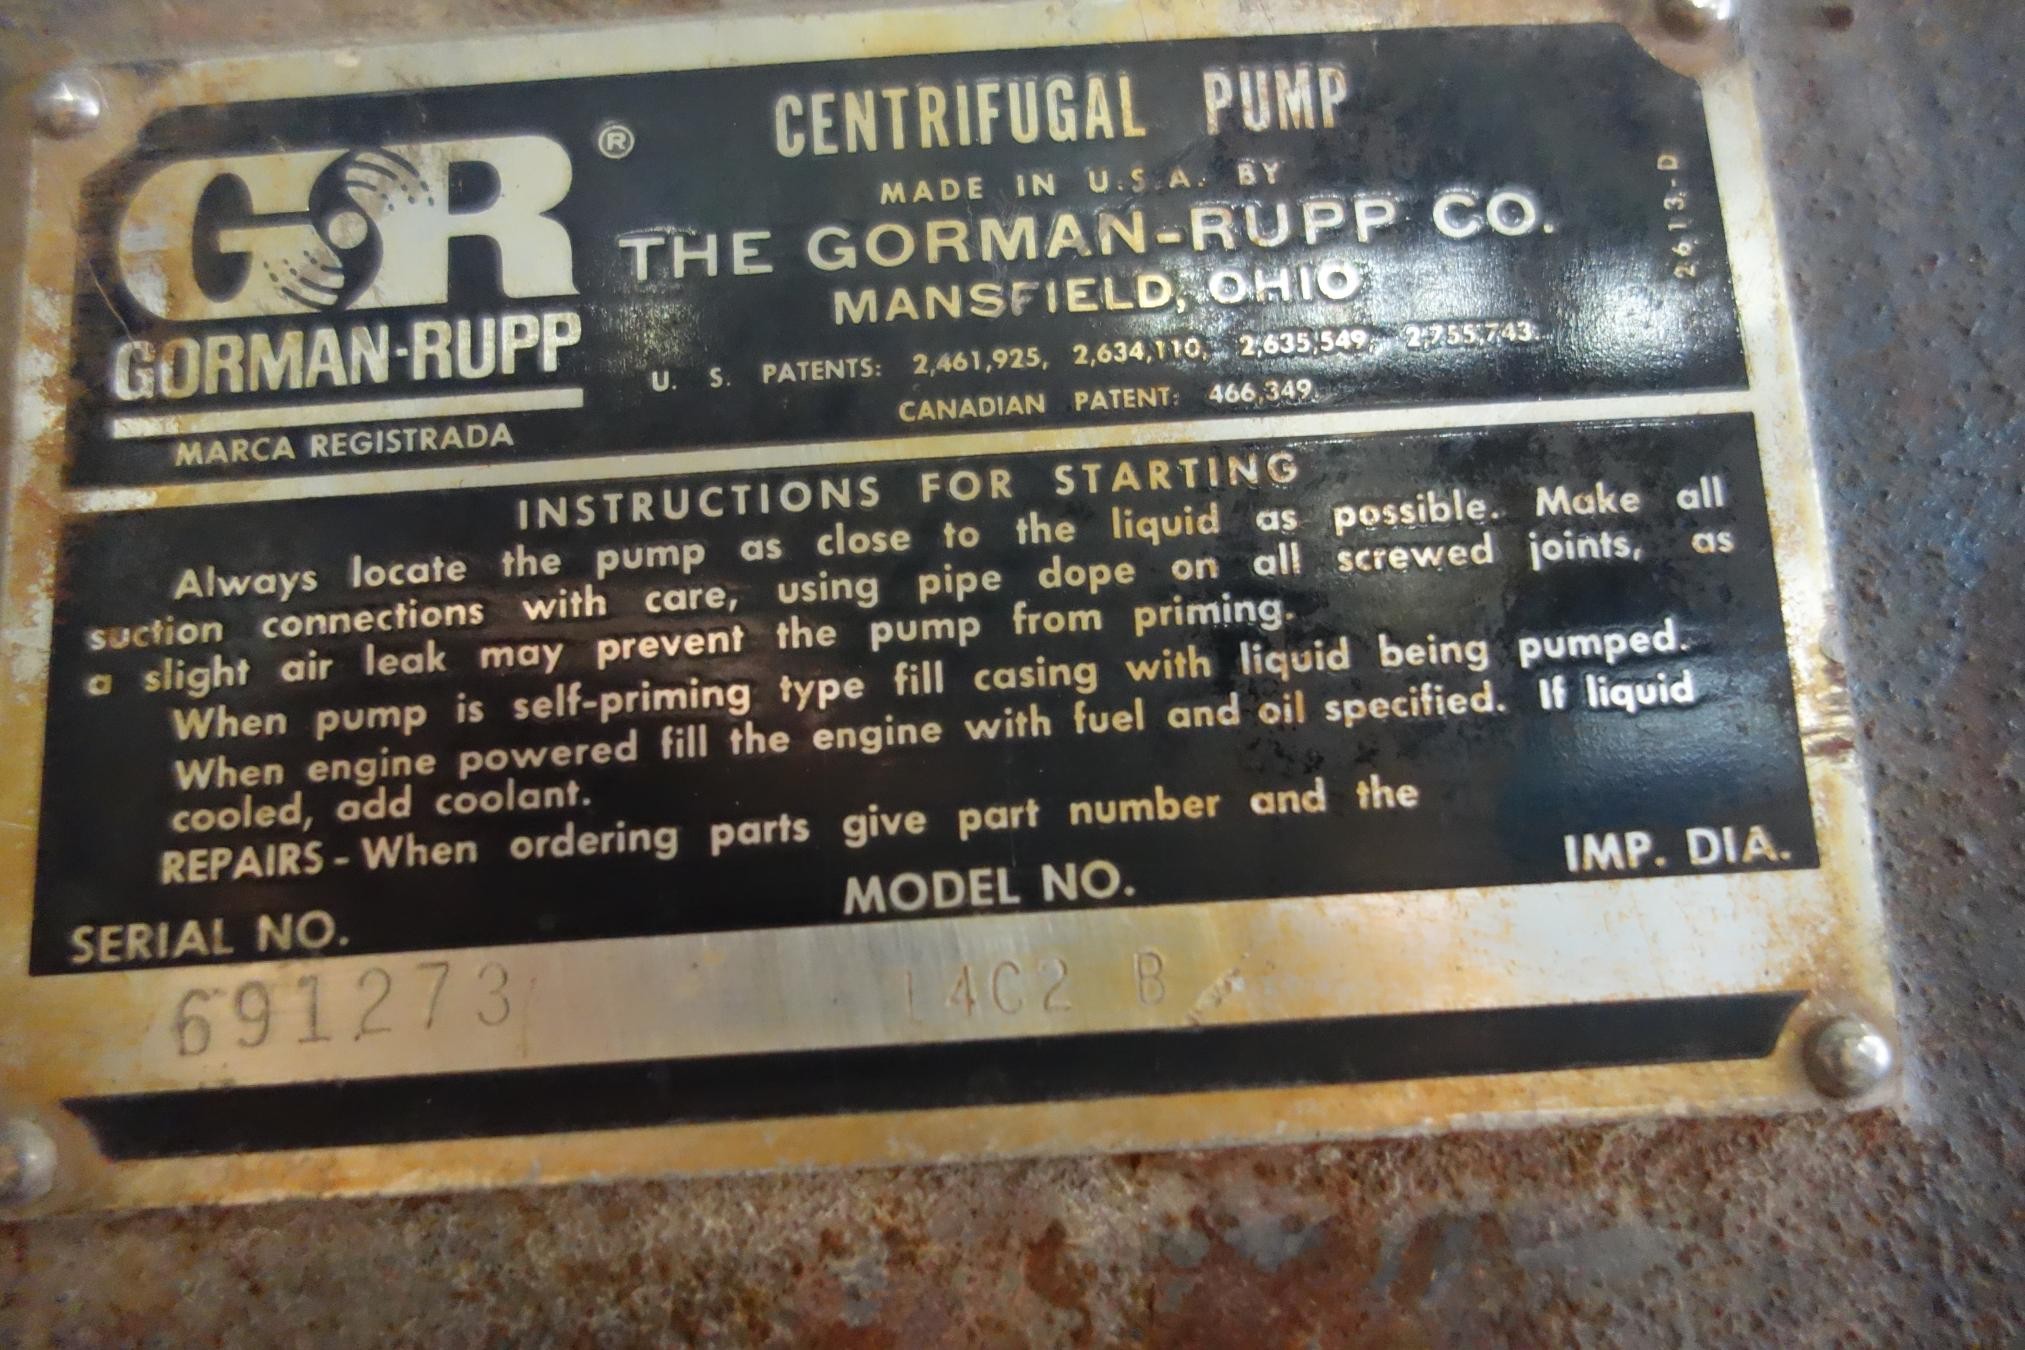 GR ®
GORMAN-RUPP
MARCA REGISTRADA
CENTRIFUGAL PUMP
MADE IN U.S.A. BY
THE GORMAN-RUPP CO.
MANSFIELD, OHIO
U. S. PATENTS: 2,461,925, 2,634,110, 2,635,549, 2,755,743.
CANADIAN PATENT: 466,349.
2613-D
INSTRUCTIONS FOR STARTING
Always locate the pump as close to the liquid as possible. Make all
suction connections with care, using pipe dope on all screwed joints, as
a slight air leak may prevent the pump from priming.
When pump is self-priming type fill casing with liquid being pumped.
When engine powered fill the engine with fuel and oil specified. If liquid
cooled, add coolant.
REPAIRS - When ordering parts give part number and the
SERIAL NO. MODEL NO. IMP. DIA.
691273 14C2 B